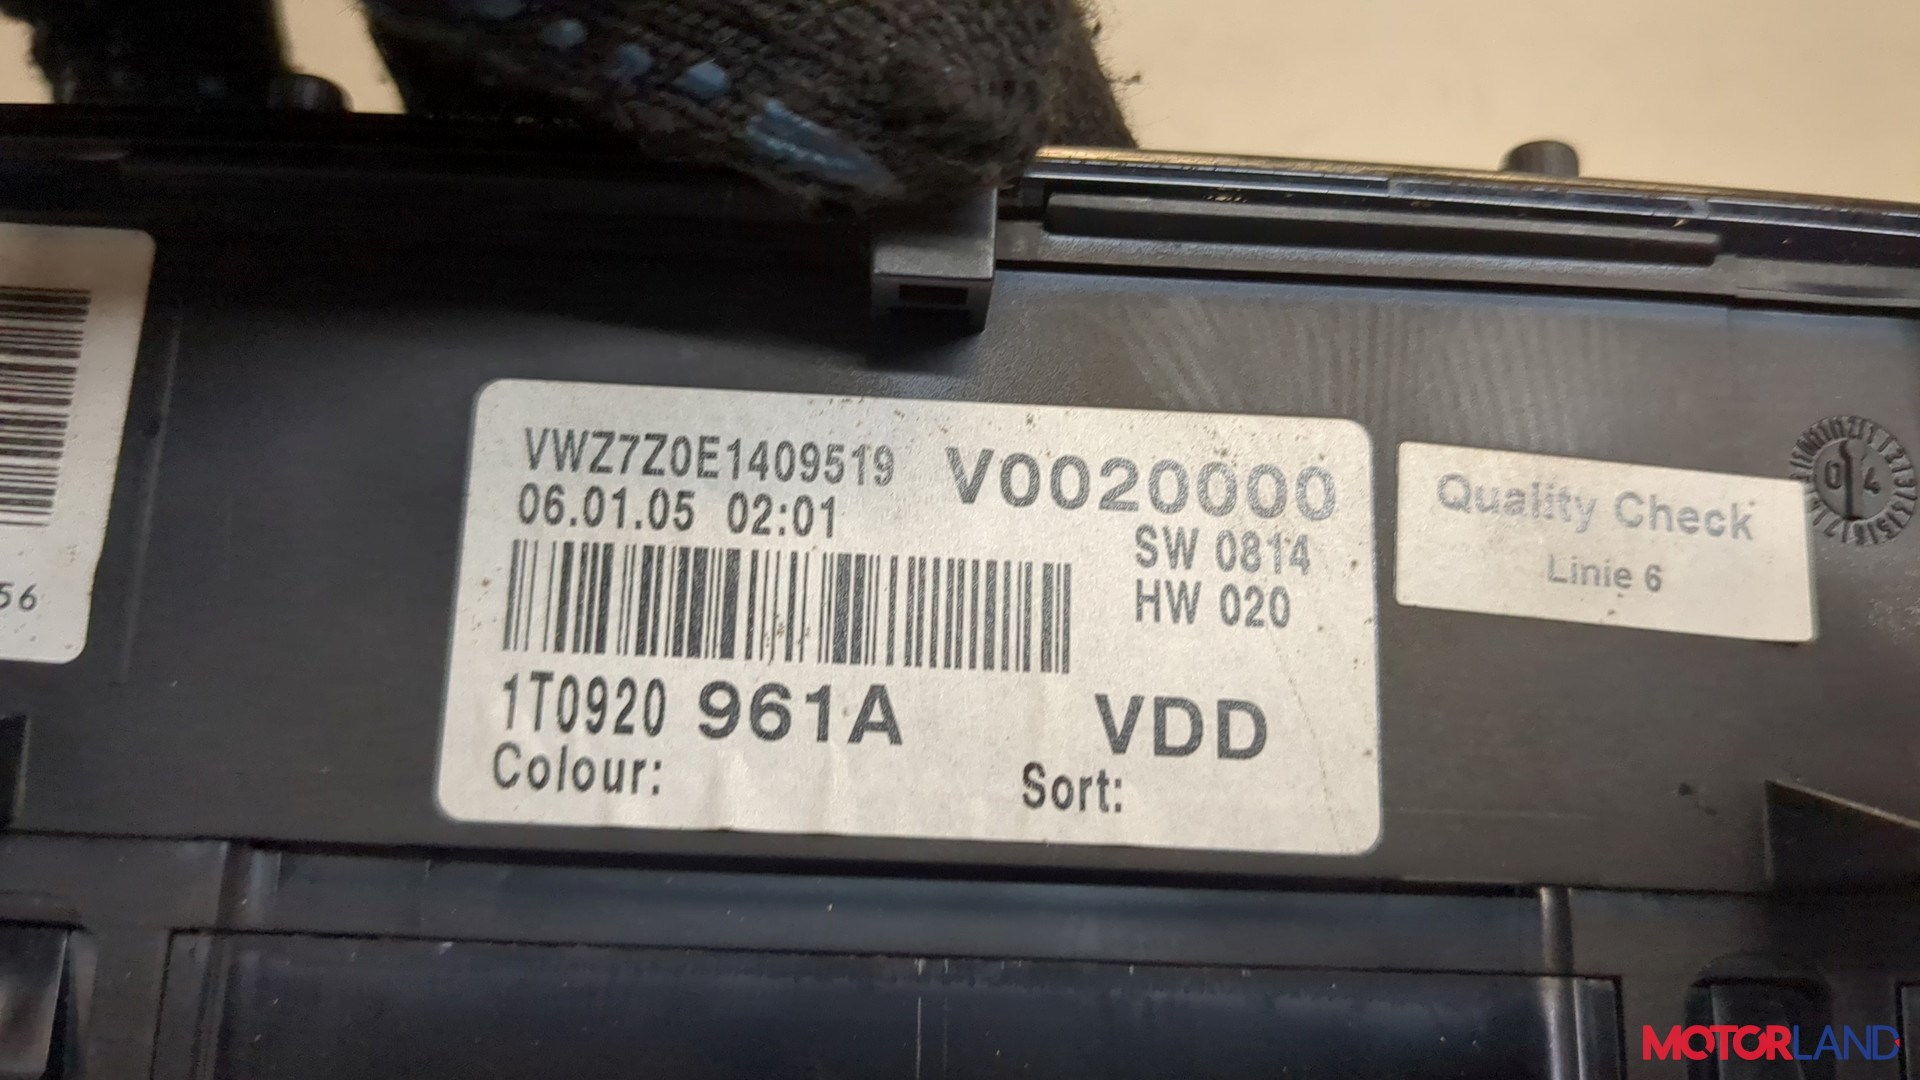 VWZ7Z0E1409519 V0020000
06.01.05 02:01
SW 0814
HW 020
1T0920 961A VDD
Colour: Sort:
Quality Check
Linie 6
04
56
MOTORLAND